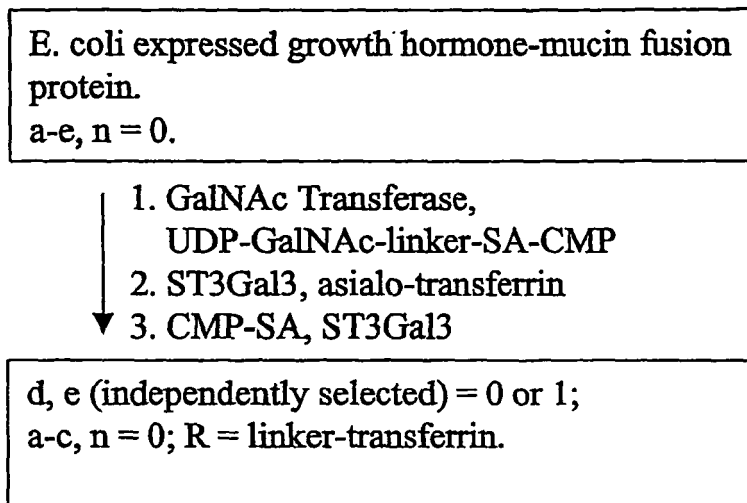 E. coli expressed growth hormone-mucin fusion
protein.
a-e, n = 0.
1. GalNAc Transferase,
UDP-GalNAc-linker-SA-CMP
2. ST3Gal3, asialo-transferrin
3. CMP-SA, ST3Gal3
d, e (independently selected) = 0 or 1;
a-c, n = 0; R = linker-transferrin.